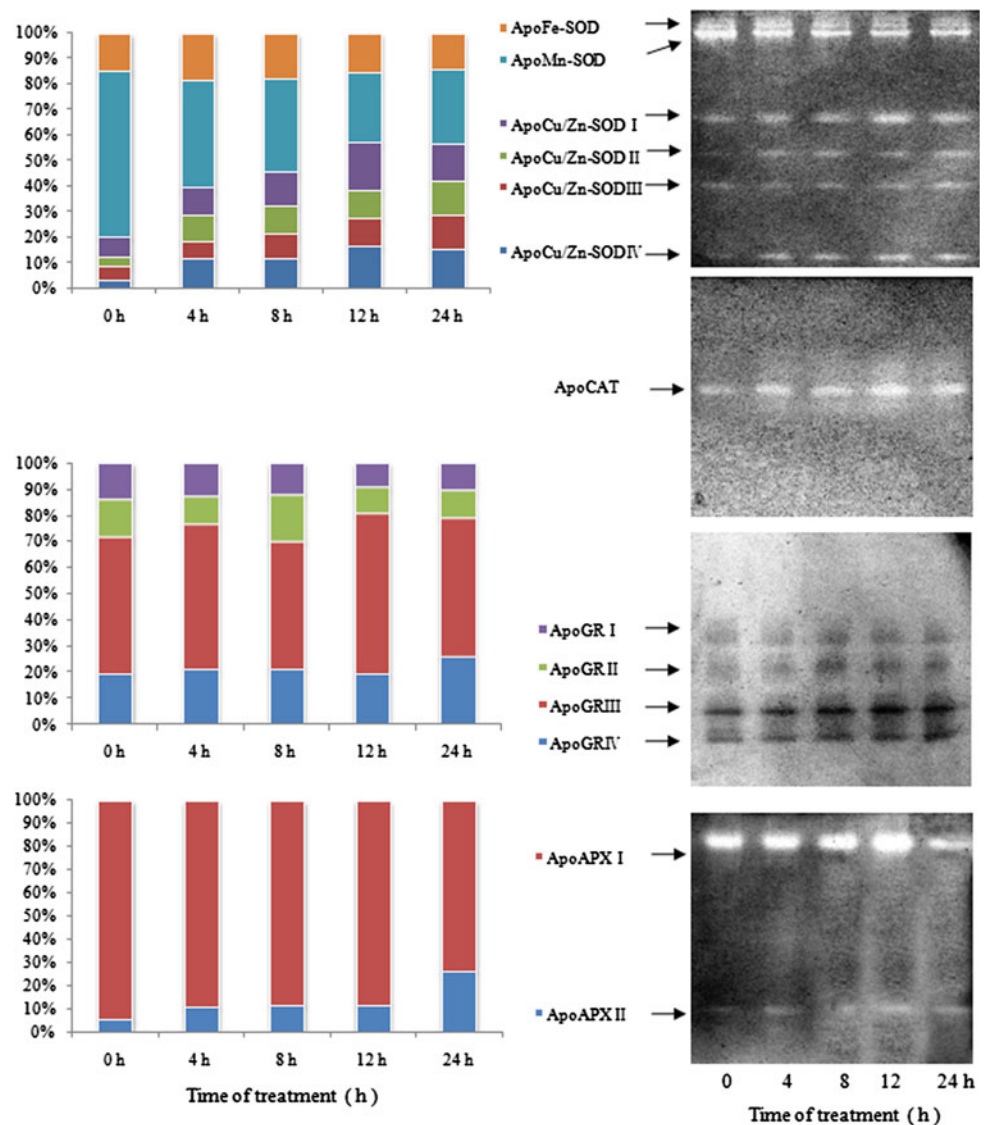 100%
90%
80%
70%
60%
50%
40%
30%
20%
10%
0%
0 h 4 h 8 h 12 h 24 h
ApoFe-SOD
ApoMn-SOD
ApoCu/Zn-SOD I
ApoCu/Zn-SOD II
ApoCu/Zn-SODIII
ApoCu/Zn-SODIV
ApoCAT
100%
90%
80%
70%
60%
50%
40%
30%
20%
10%
0%
0 h 4 h 8 h 12 h 24 h
ApoGR I
ApoGR II
ApoGRIII
ApoGRIV
100%
90%
80%
70%
60%
50%
40%
30%
20%
10%
0%
0 h 4 h 8 h 12 h 24 h
Time of treatment ( h )
ApoAPX I
ApoAPX II
0 4 8 12 24 h
Time of treatment ( h )